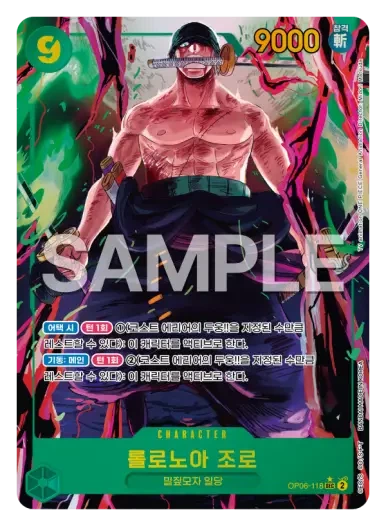 9
9000
참격
斬
SAMPLE
어택 시 턴 1회 ①(코스트 에리어의 두웅!!을 지정된 수만큼
레스트할 수 있다): 이 캐릭터를 액티브로 한다.
기동: 메인 턴 1회 ②(코스트 에리어의 두웅!!을 지정된 수만큼
레스트할 수 있다): 이 캐릭터를 액티브로 한다.
CHARACTER
롤로노아 조로
밀짚모자 일당
OP06-118 SEC 2